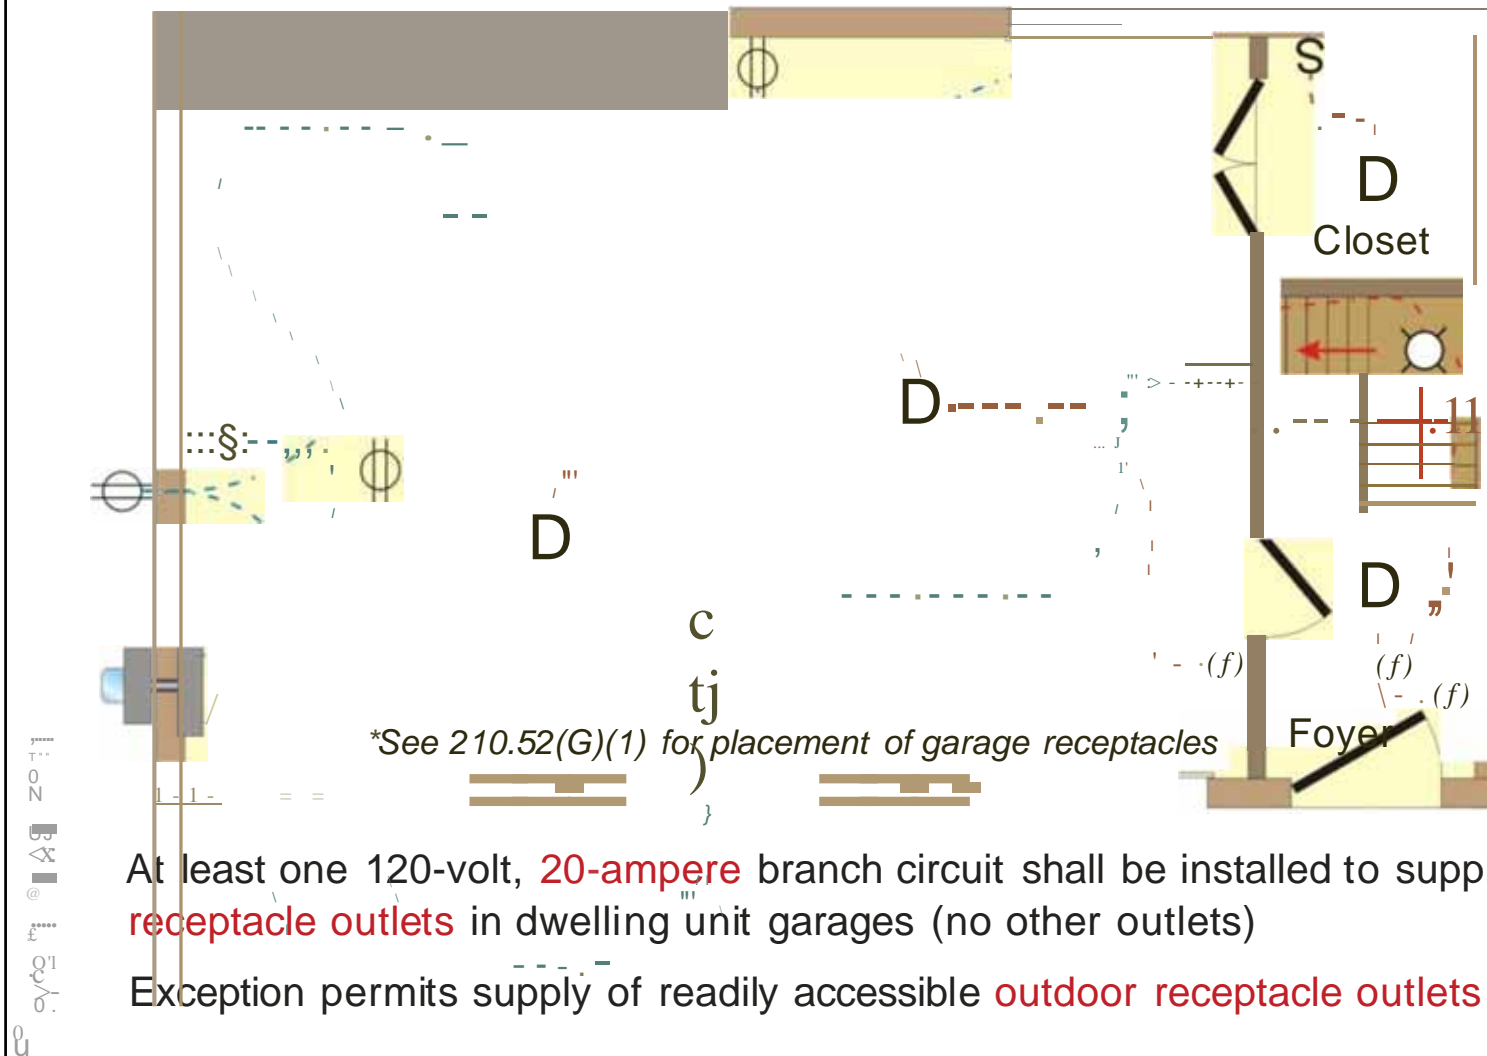 S
D
Closet
D
11
D
D
(f)
(f)
(f)
c
tj
)
*See 210.52(G)(1) for placement of garage receptacles
Foyer
}
At least one 120-volt, 20-ampere branch circuit shall be installed to supp
receptacle outlets in dwelling unit garages (no other outlets)
Exception permits supply of readily accessible outdoor receptacle outlets